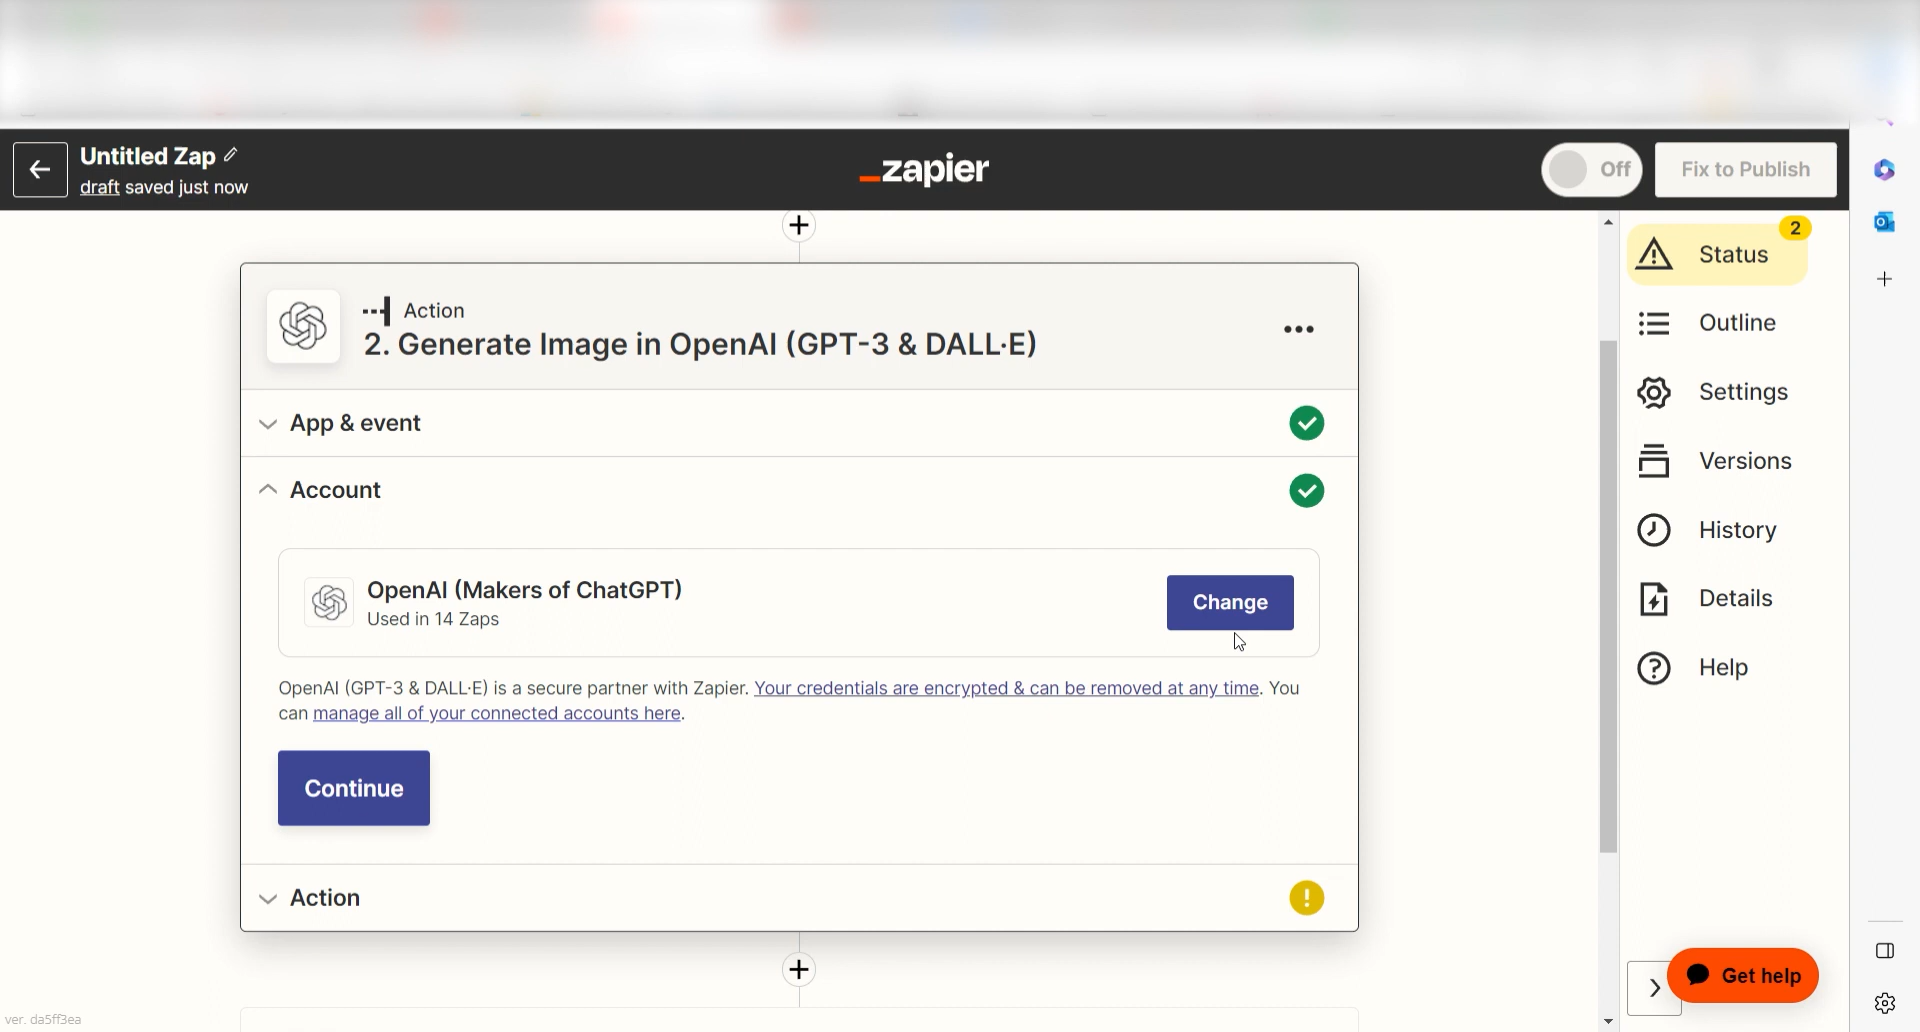 Untitled Zap
draft saved just now
zapier
Off
Fix to Publish
2
Status
Outline
Settings
Versions
History
Details
Help
Action
2. Generate Image in OpenAI (GPT-3 & DALL·E)
App & event
Account
OpenAI (Makers of ChatGPT)
Used in 14 Zaps
Change
OpenAI (GPT-3 & DALL·E) is a secure partner with Zapier. Your credentials are encrypted & can be removed at any time. You
can manage all of your connected accounts here.
Continue
Action
Get help
ver. da5ff3ea